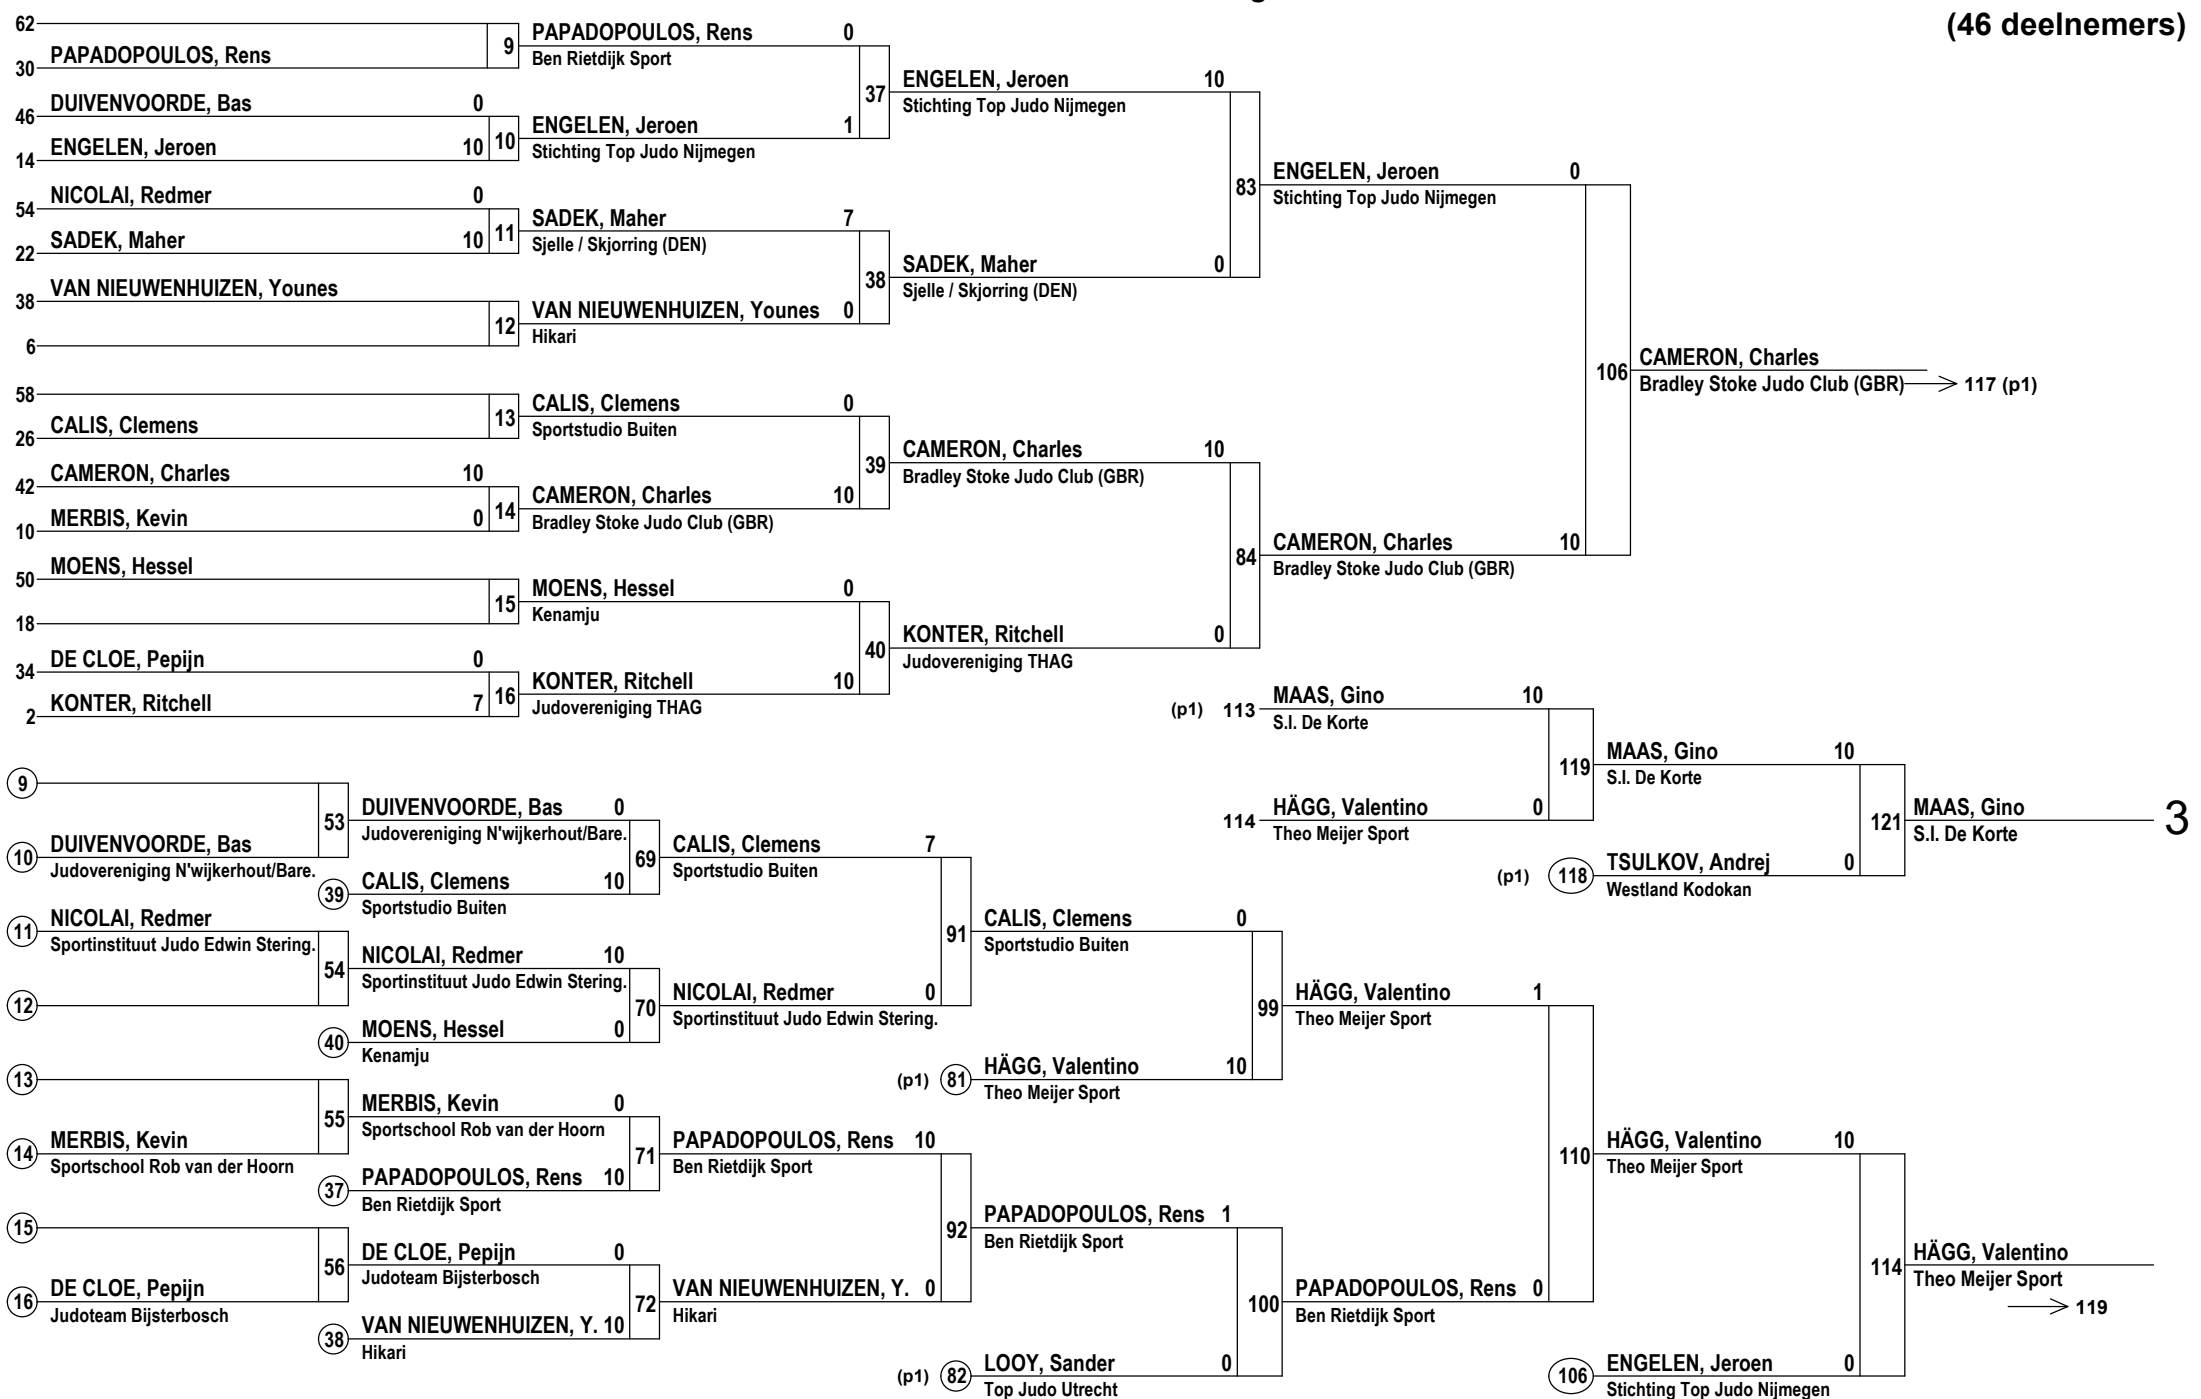 (46 deelnemers)
62
30 PAPADOPOULOS, Rens
9
PAPADOPOULOS, Rens 0
Ben Rietdijk Sport
46 DUIVENVOORDE, Bas 0
14 ENGELEN, Jeroen 10
10
ENGELEN, Jeroen 1
Stichting Top Judo Nijmegen
37
ENGELEN, Jeroen 10
Stichting Top Judo Nijmegen
54 NICOLAI, Redmer 0
22 SADEK, Maher 10
11
SADEK, Maher 7
Sjelle / Skjorring (DEN)
38 VAN NIEUWENHUIZEN, Younes
6
12
VAN NIEUWENHUIZEN, Younes 0
Hikari
38
SADEK, Maher 0
Sjelle / Skjorring (DEN)
83
ENGELEN, Jeroen 0
Stichting Top Judo Nijmegen
58
26 CALIS, Clemens
13
CALIS, Clemens 0
Sportstudio Buiten
42 CAMERON, Charles 10
10 MERBIS, Kevin 0
14
CAMERON, Charles 10
Bradley Stoke Judo Club (GBR)
39
CAMERON, Charles 10
Bradley Stoke Judo Club (GBR)
50 MOENS, Hessel
18
15
MOENS, Hessel 0
Kenamju
34 DE CLOE, Pepijn 0
2 KONTER, Ritchell 7
16
KONTER, Ritchell 10
Judovereniging THAG
40
KONTER, Ritchell 0
Judovereniging THAG
84
CAMERON, Charles 10
Bradley Stoke Judo Club (GBR)
106
CAMERON, Charles
Bradley Stoke Judo Club (GBR) 117 (p1)
(p1) 113 MAAS, Gino 10
S.I. De Korte
114 HÄGG, Valentino 0
Theo Meijer Sport
119
MAAS, Gino 10
S.I. De Korte
(p1) 118 TSULKOV, Andrej 0
Westland Kodokan
121
MAAS, Gino
S.I. De Korte
3
9
10 DUIVENVOORDE, Bas
Judovereniging N'wijkerhout/Bare.
53
DUIVENVOORDE, Bas 0
Judovereniging N'wijkerhout/Bare.
39 CALIS, Clemens 10
Sportstudio Buiten
69
CALIS, Clemens 7
Sportstudio Buiten
11 NICOLAI, Redmer
Sportinstituut Judo Edwin Stering.
12
54
NICOLAI, Redmer 10
Sportinstituut Judo Edwin Stering.
40 MOENS, Hessel 0
Kenamju
70
NICOLAI, Redmer 0
Sportinstituut Judo Edwin Stering.
91
CALIS, Clemens 0
Sportstudio Buiten
(p1) 81 HÄGG, Valentino 10
Theo Meijer Sport
99
HÄGG, Valentino 1
Theo Meijer Sport
13
14 MERBIS, Kevin
Sportschool Rob van der Hoorn
55
MERBIS, Kevin 0
Sportschool Rob van der Hoorn
37 PAPADOPOULOS, Rens 10
Ben Rietdijk Sport
71
PAPADOPOULOS, Rens 10
Ben Rietdijk Sport
15
16 DE CLOE, Pepijn
Judoteam Bijsterbosch
56
DE CLOE, Pepijn 0
Judoteam Bijsterbosch
38 VAN NIEUWENHUIZEN, Y. 10
Hikari
72
VAN NIEUWENHUIZEN, Y. 0
Hikari
92
PAPADOPOULOS, Rens 1
Ben Rietdijk Sport
(p1) 82 LOOY, Sander 0
Top Judo Utrecht
100
PAPADOPOULOS, Rens 0
Ben Rietdijk Sport
110
HÄGG, Valentino 10
Theo Meijer Sport
106 ENGELEN, Jeroen 0
Stichting Top Judo Nijmegen
114
HÄGG, Valentino
Theo Meijer Sport
119